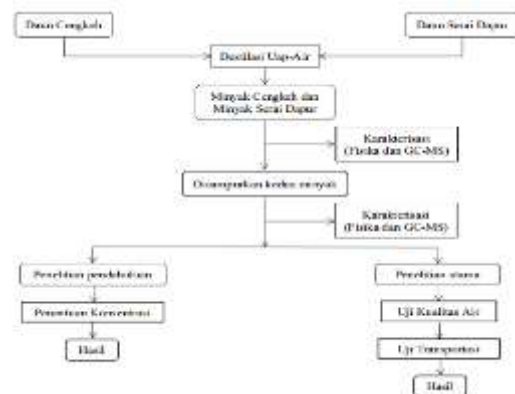 Daun Cengkeh
Daun Serai Dapur
Destilasi Uap-Air
Minyak Cengkeh dan
Minyak Serai Dapur
Karakterisasi
(Fisika dan GC-MS)
Dicampurkan kedua minyak
Karakterisasi
(Fisika dan GC-MS)
Penelitian pendahuluan
Penelitian utama
Penentuan Konsentrasi
Uji Kualitas Air
Hasil
Uji Transportasi
Hasil